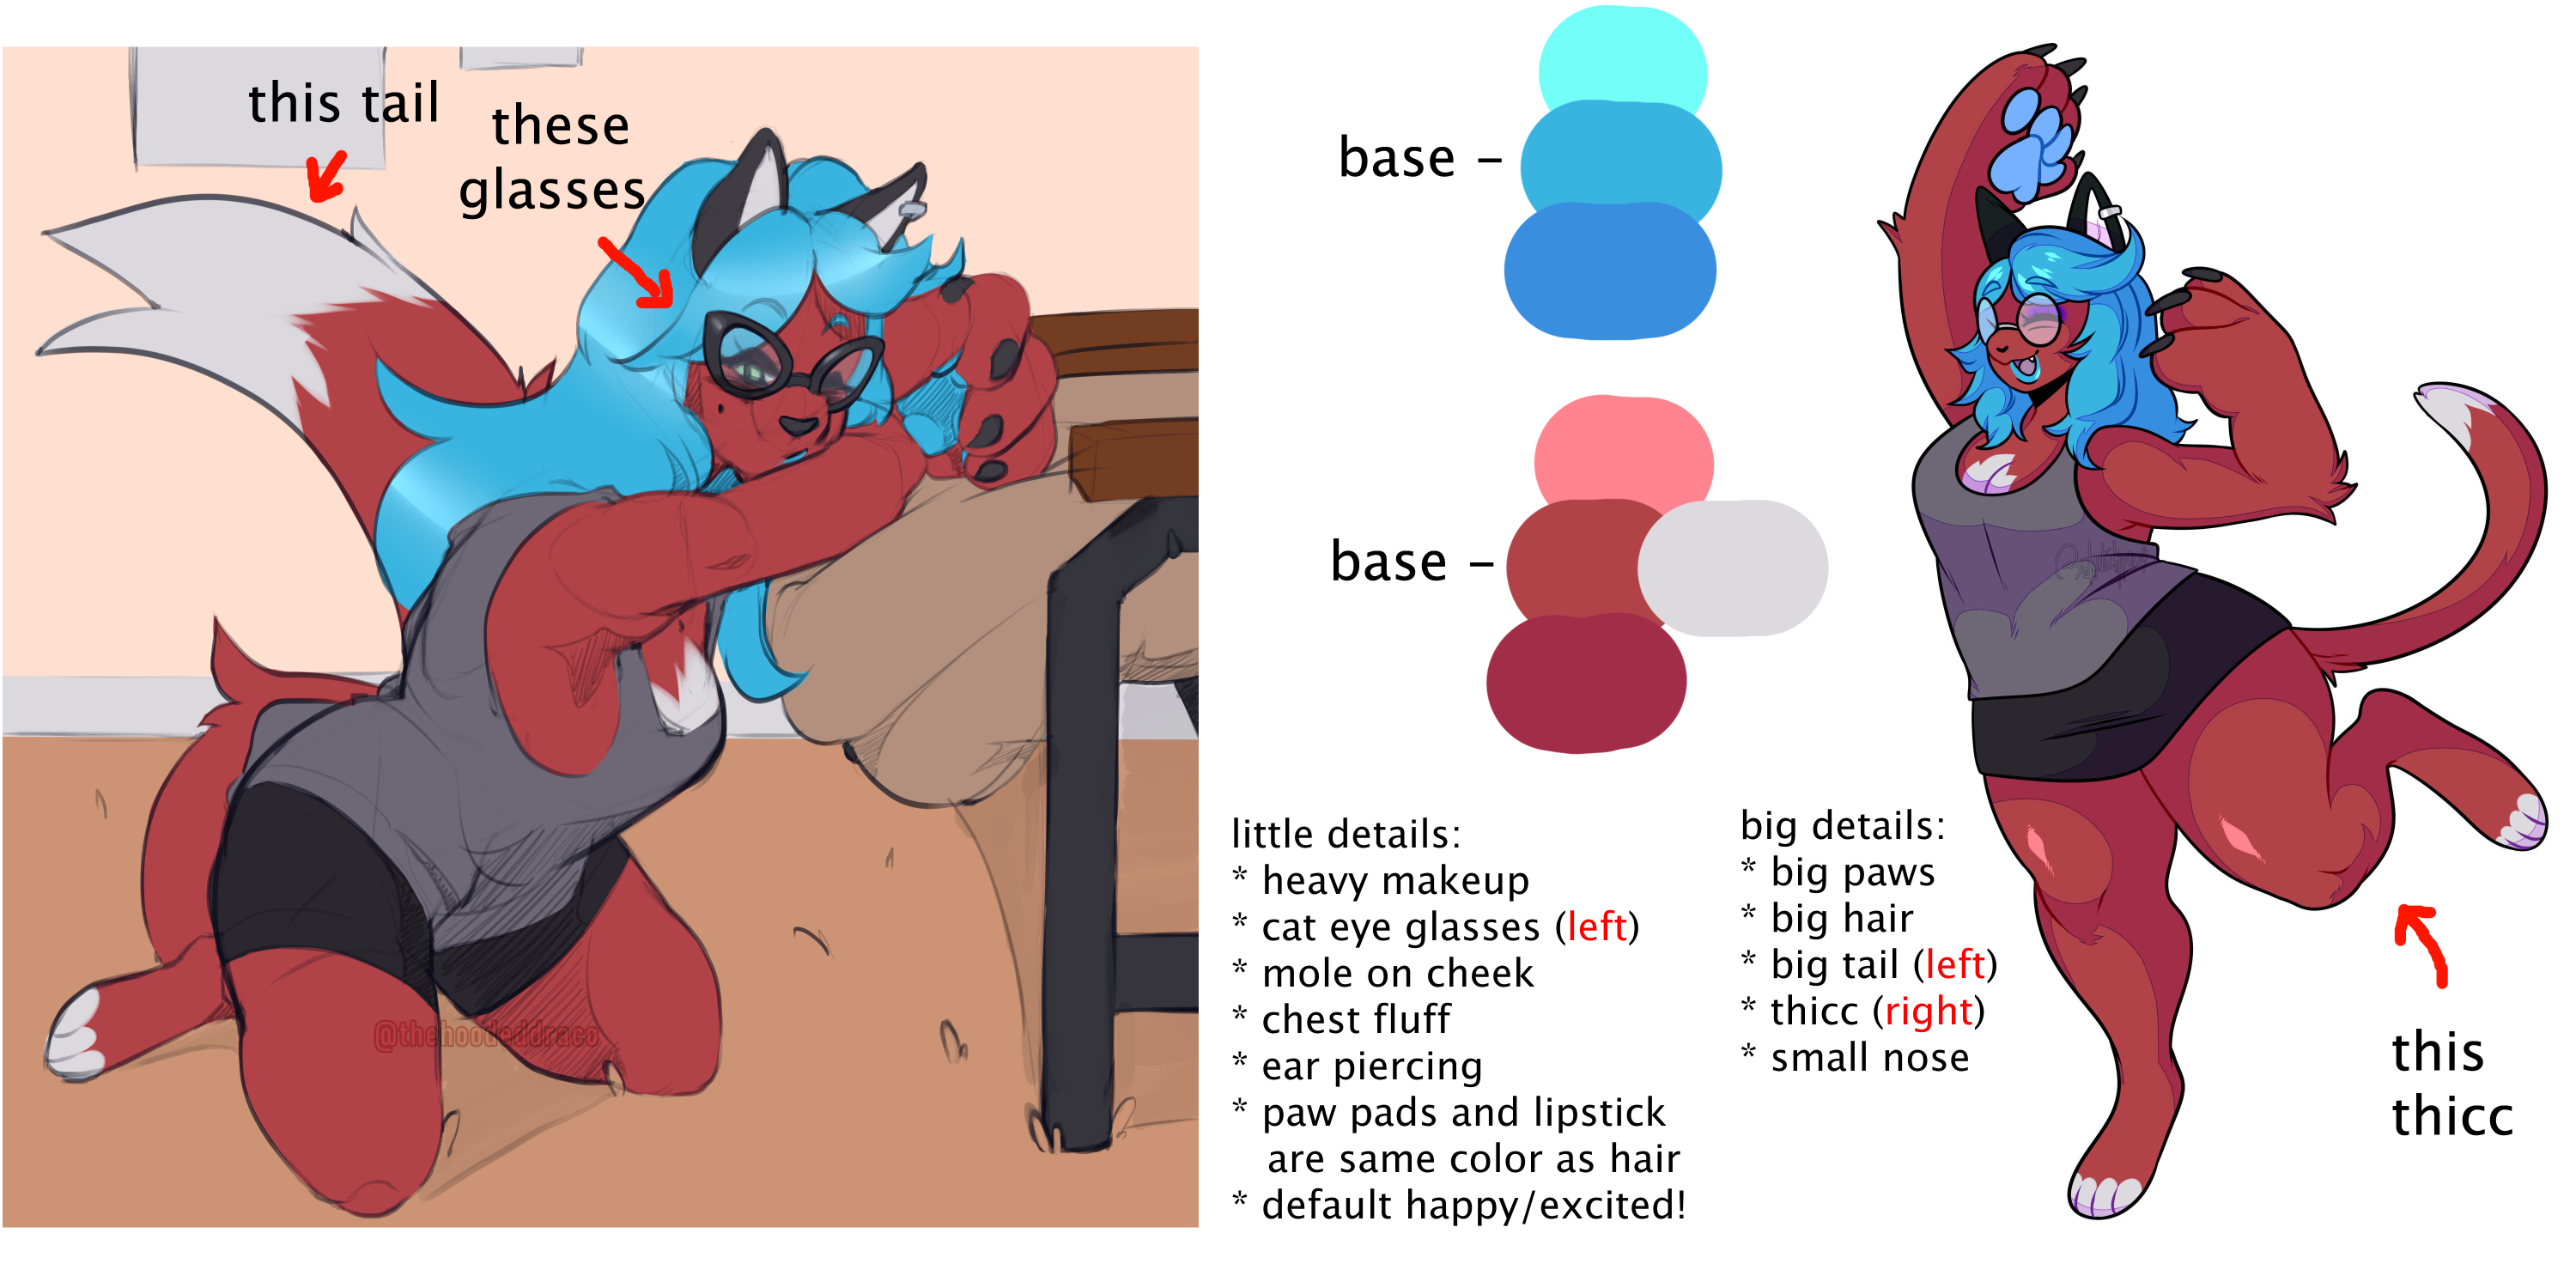 this tail
these
glasses
@thehoodeddraco
base -
base -
little details:
* heavy makeup
* cat eye glasses (left)
* mole on cheek
* chest fluff
* ear piercing
* paw pads and lipstick
are same color as hair
* default happy/excited!
big details:
* big paws
* big hair
* big tail (left)
* thicc (right)
* small nose
this
thicc